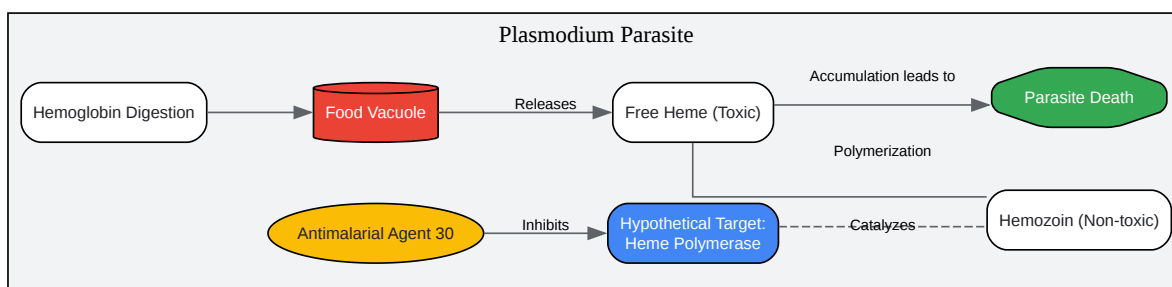 Plasmodium Parasite
Accumulation leads to
Hemoglobin Digestion
Food Vacuole
Releases
Free Heme (Toxic)
Parasite Death
Polymerization
Antimalarial Agent 30
Inhibits
Hypothetical Target:
Heme Polymerase
Catalyzes
Hemozoin (Non-toxic)